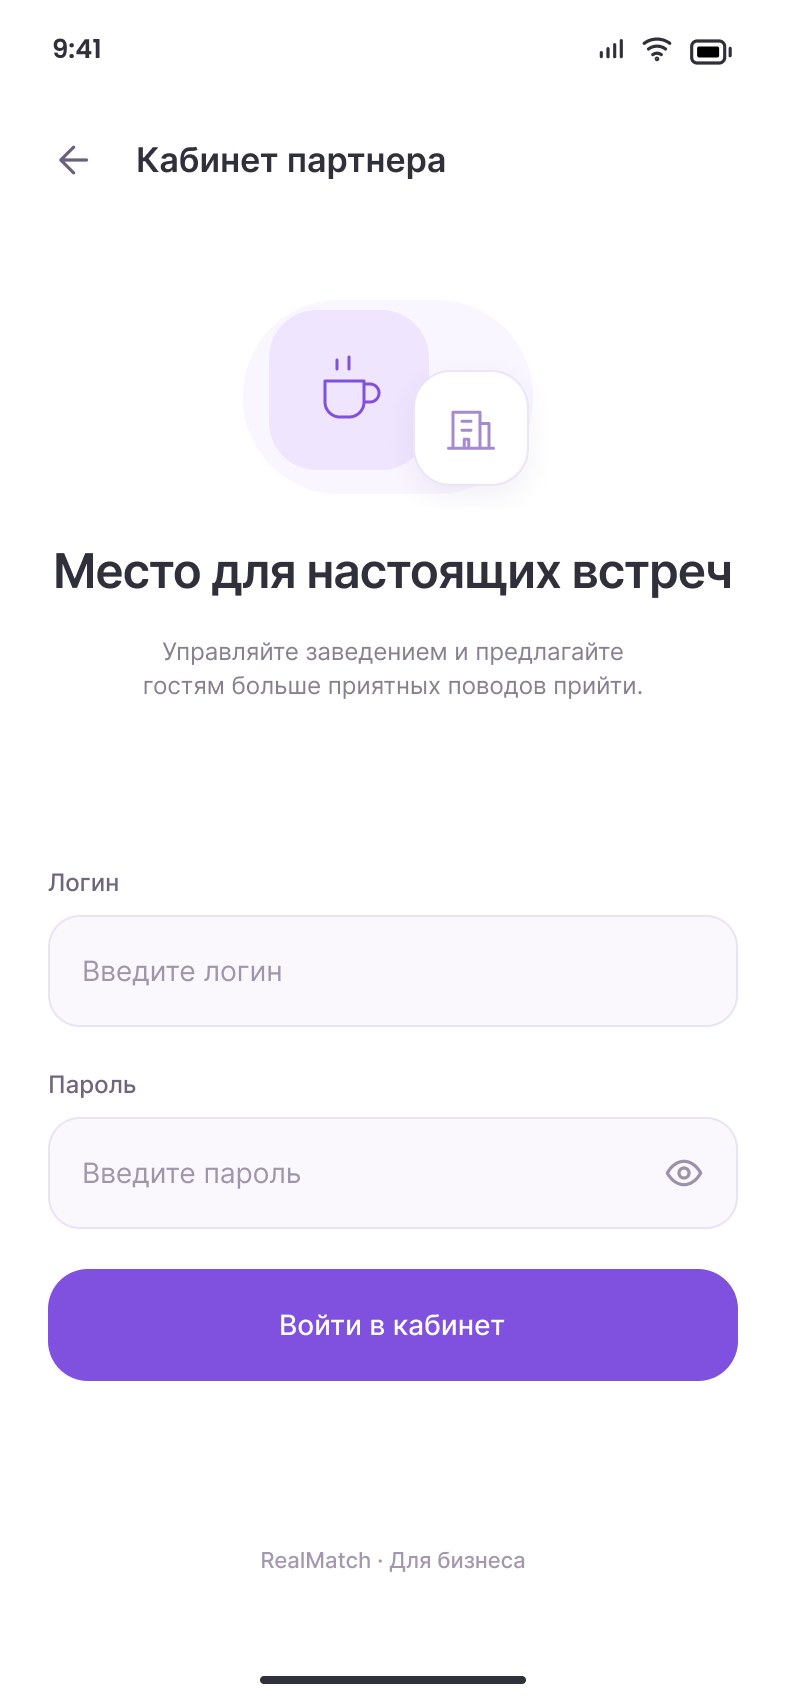 9:41
Кабинет партнера
Место для настоящих встреч
Управляйте заведением и предлагайте
гостям больше приятных поводов прийти.
Логин
Введите логин
Пароль
Введите пароль
Войти в кабинет
RealMatch · Для бизнеса